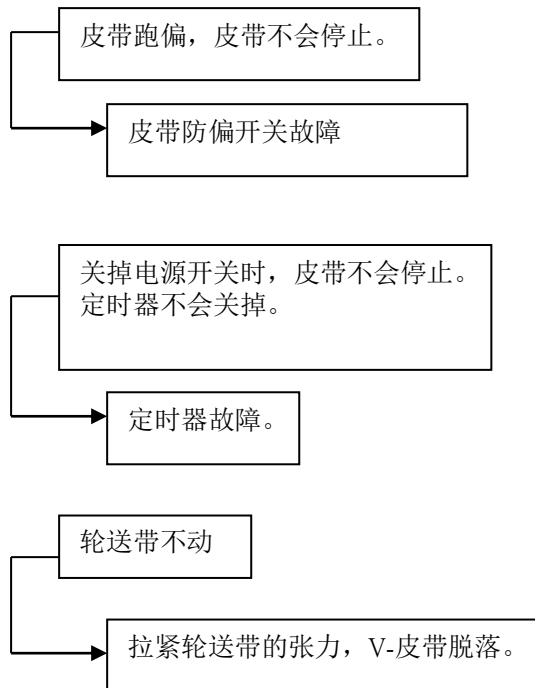 皮带跑偏，皮带不会停止。
皮带防偏开关故障
关掉电源开关时，皮带不会停止。
定时器不会关掉。
定时器故障。
轮送带不动
拉紧轮送带的张力，V-皮带脱落。